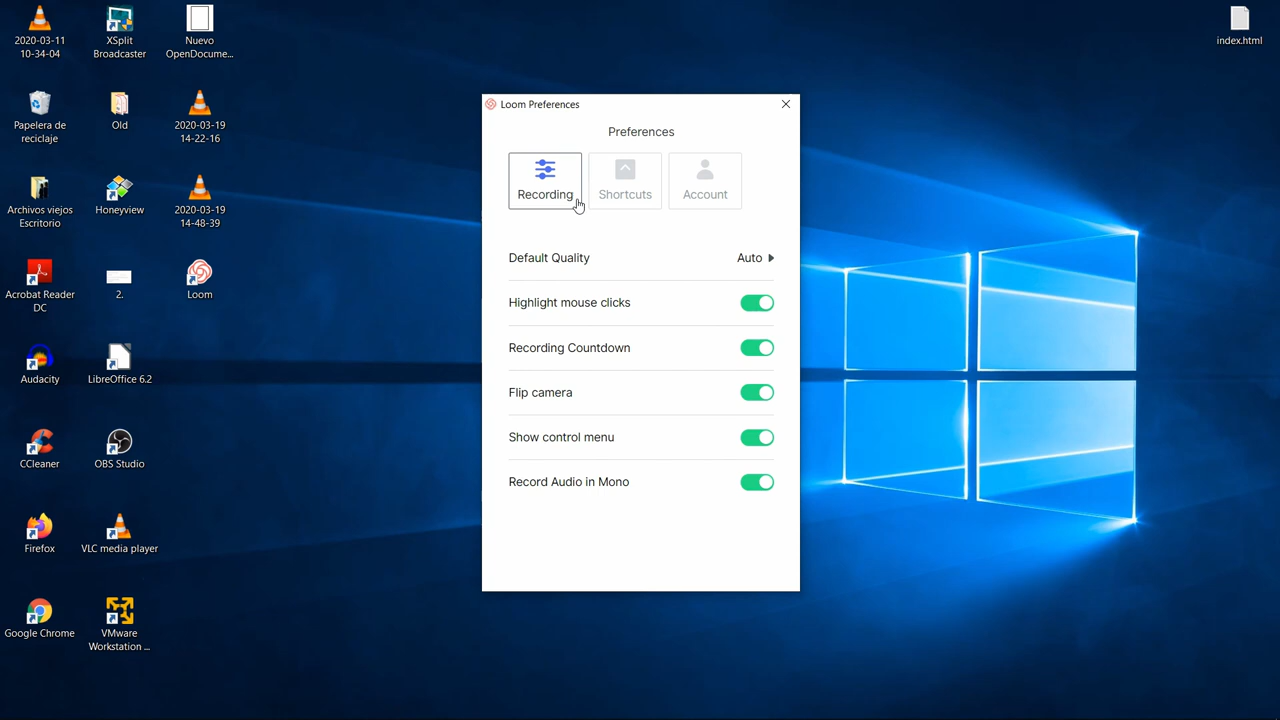 2020-03-11
10-34-04
XSplit
Broadcaster
Nuevo
OpenDocume...
index.html
Papelera de
reciclaje
Old
2020-03-19
14-22-16
Archivos viejos
Escritorio
Honeyview
2020-03-19
14-48-39
Acrobat Reader
DC
2.
Loom
Audacity
LibreOffice 6.2
CCleaner
OBS Studio
Firefox
VLC media player
Google Chrome
VMware
Workstation ...
Loom Preferences
Preferences
Recording
Shortcuts
Account
Default Quality
Auto
Highlight mouse clicks
Recording Countdown
Flip camera
Show control menu
Record Audio in Mono